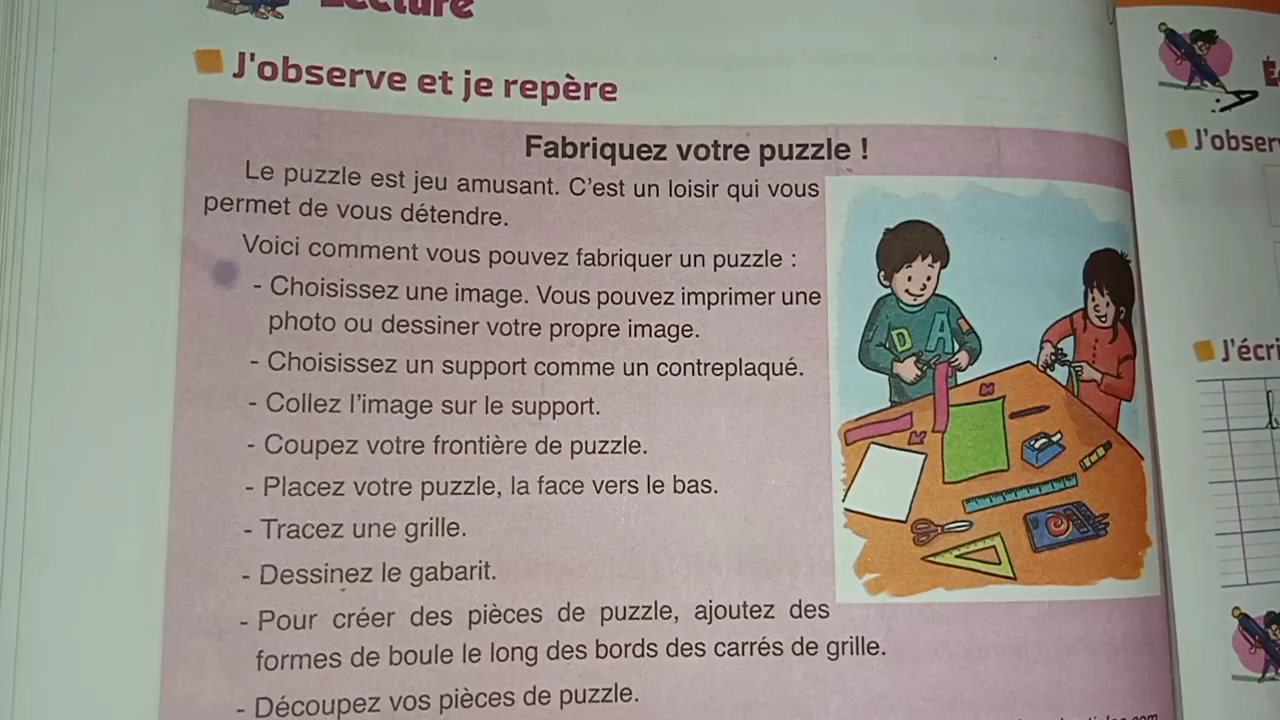 Lecture
J'observe et je repère
Fabriquez votre puzzle !
Le puzzle est jeu amusant. C'est un loisir qui vous
permet de vous détendre.
Voici comment vous pouvez fabriquer un puzzle :
- Choisissez une image. Vous pouvez imprimer une
photo ou dessiner votre propre image.
- Choisissez un support comme un contreplaqué.
- Collez l'image sur le support.
- Coupez votre frontière de puzzle.
- Placez votre puzzle, la face vers le bas.
- Tracez une grille.
- Dessinez le gabarit.
- Pour créer des pièces de puzzle, ajoutez des
formes de boule le long des bords des carrés de grille.
- Découpez vos pièces de puzzle.
D A
J'obser
J'écri